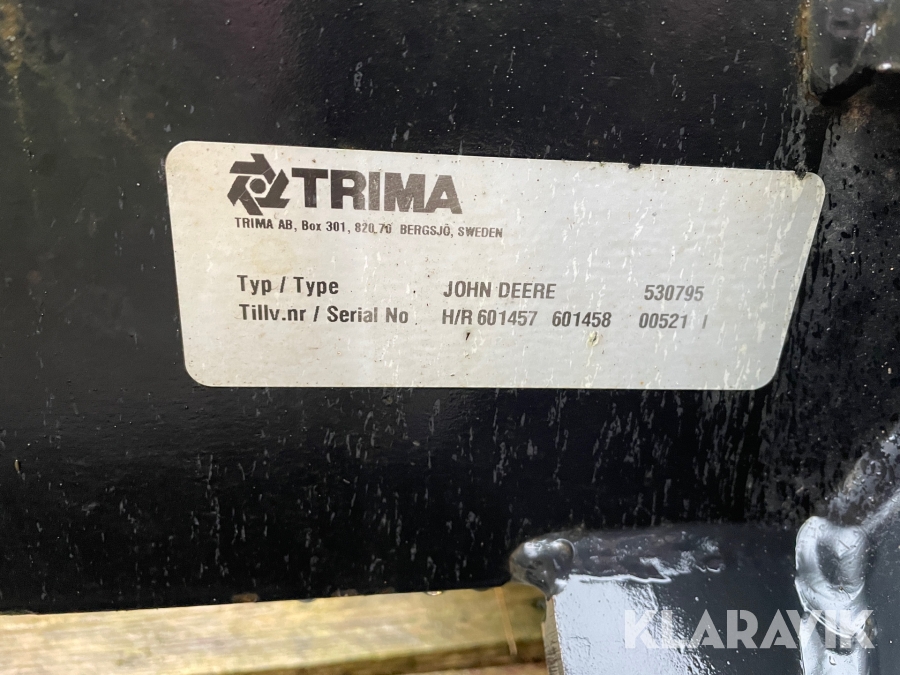 TRIMA
TRIMA AB, Box 301, 820 70 BERGSJÖ, SWEDEN
Typ / Type JOHN DEERE 530795
Tillv.nr / Serial No H/R 601457 601458 00521 I
KLARAVIK